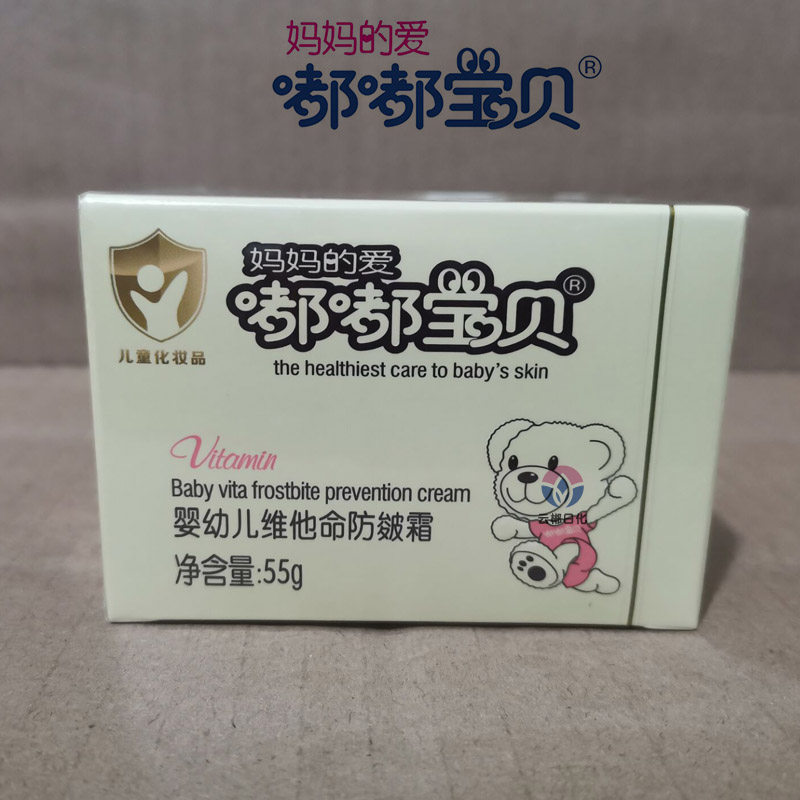 妈妈的爱
嘟嘟宝贝®
妈妈的爱
嘟嘟宝贝®
the healthiest care to baby's skin
儿童化妆品
Vitamin
Baby vita frostbite prevention cream
婴幼儿维他命防皴霜
净含量:55g